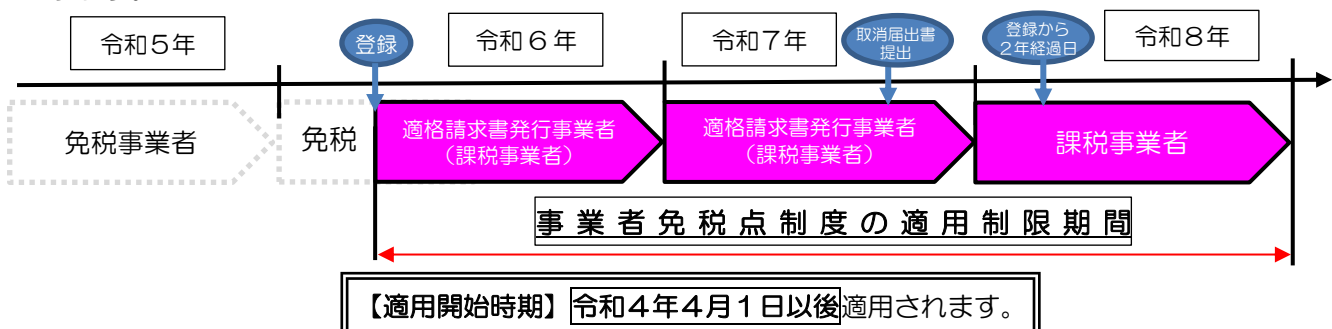 令和５年
登録
令和６年
令和７年
取消届出書
提出
登録から
２年経過日
令和８年
免税事業者
免税
適格請求書発行事業者
（課税事業者）
適格請求書発行事業者
（課税事業者）
課税事業者
事業者免税点制度の適用制限期間
【適用開始時期】令和４年４月１日以後適用されます。